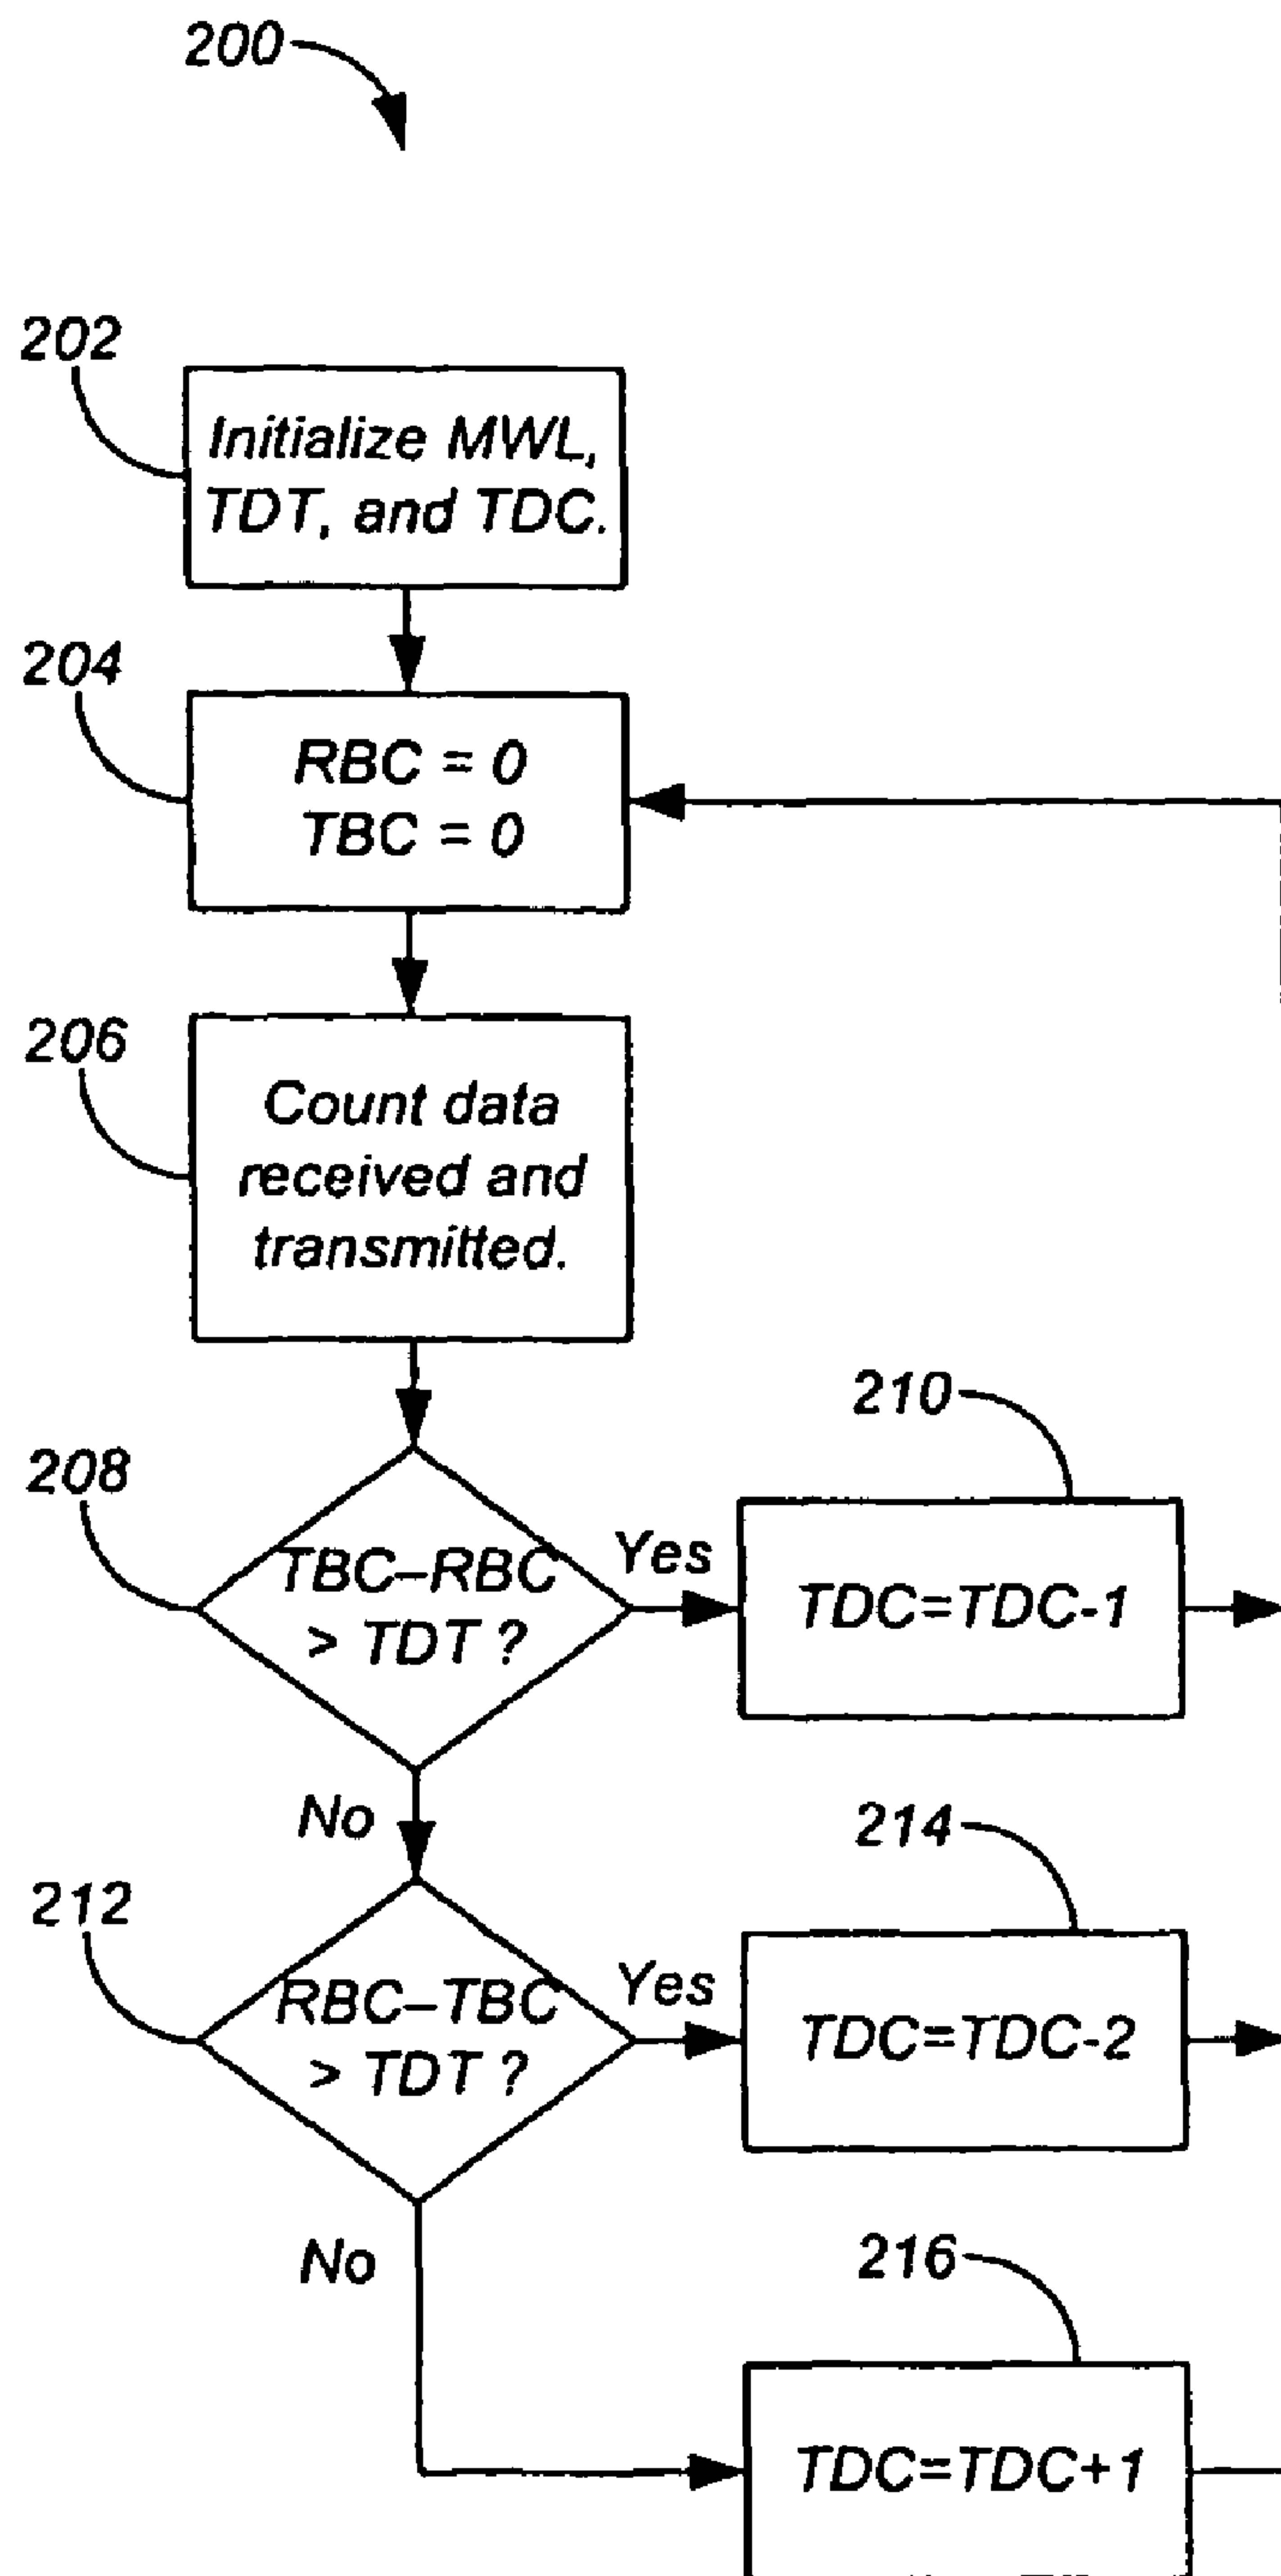 200
202
Initialize MWL,
TDT, and TDC.
204
RBC = 0
TBC = 0
206
Count data
received and
transmitted.
208
TBC–RBC
> TDT ?
Yes
210
TDC=TDC-1
No
212
RBC–TBC
> TDT ?
Yes
214
TDC=TDC-2
No
216
TDC=TDC+1